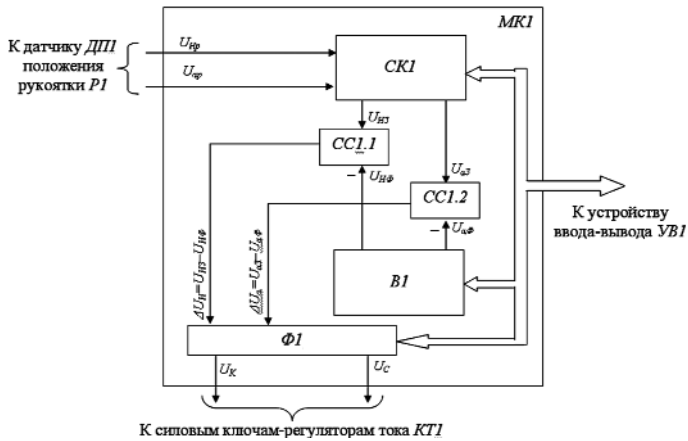 МК1
К датчику ДП1
положения
рукоятки Р1
U_Нр
U_αр
СК1
U_НЗ
СС1.1
U_αЗ
– U_НФ
СС1.2
– U_αФ
К устройству
ввода-вывода УВ1
В1
ΔU_Н=U_НЗ–U_НФ
ΔU_α=U_αЗ–U_αФ
Ф1
U_К
U_С
К силовым ключам-регуляторам тока КТ1